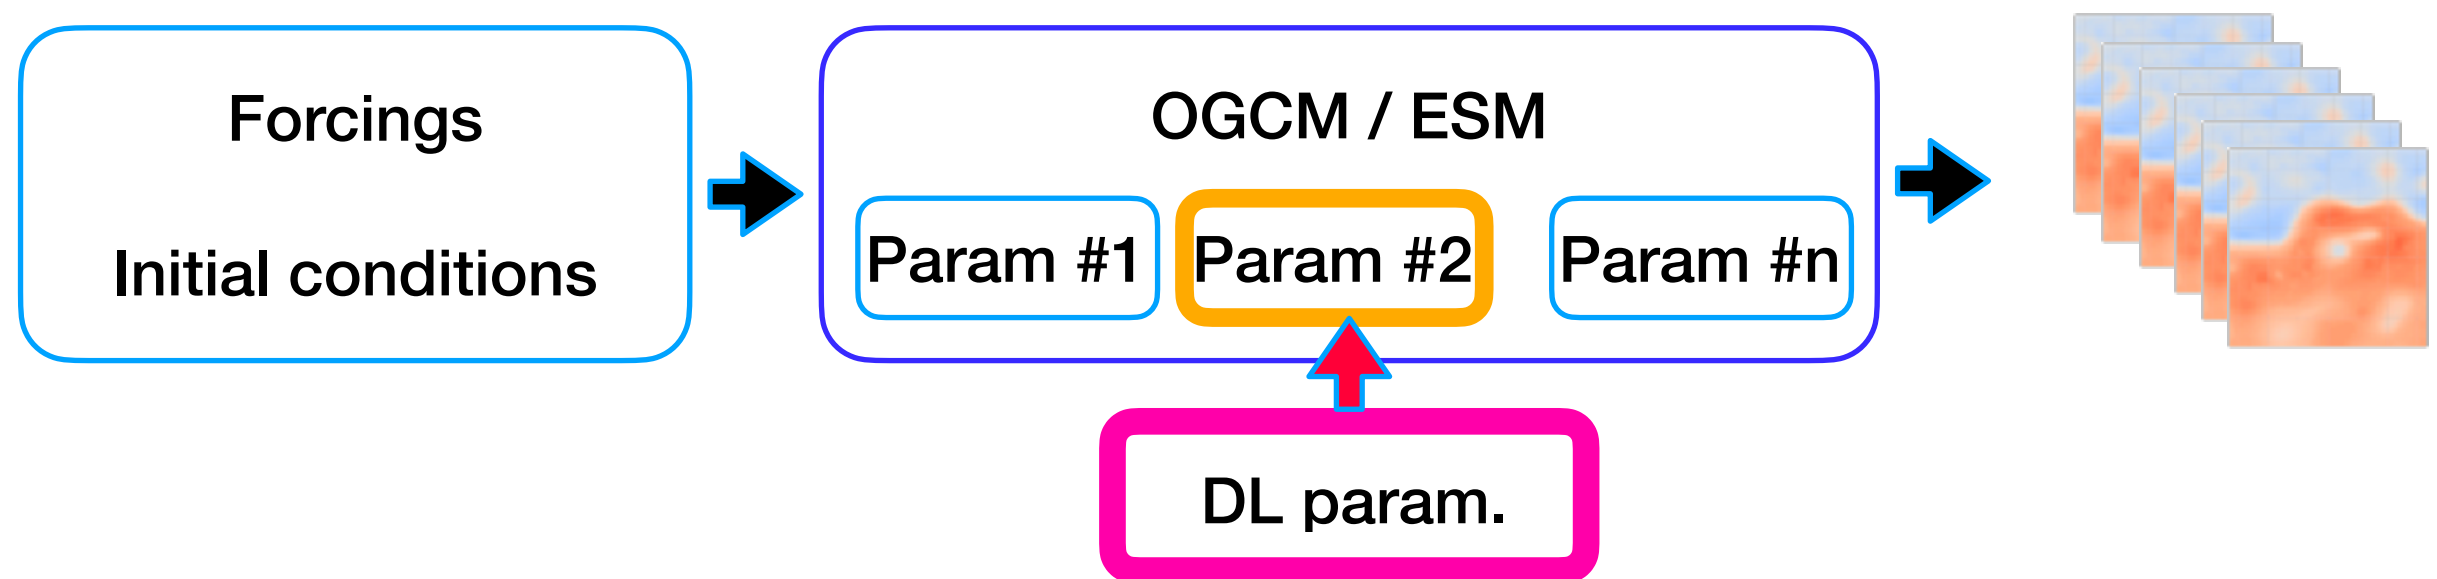 Forcings
Initial conditions
OGCM / ESM
Param #1
Param #2
Param #n
DL param.